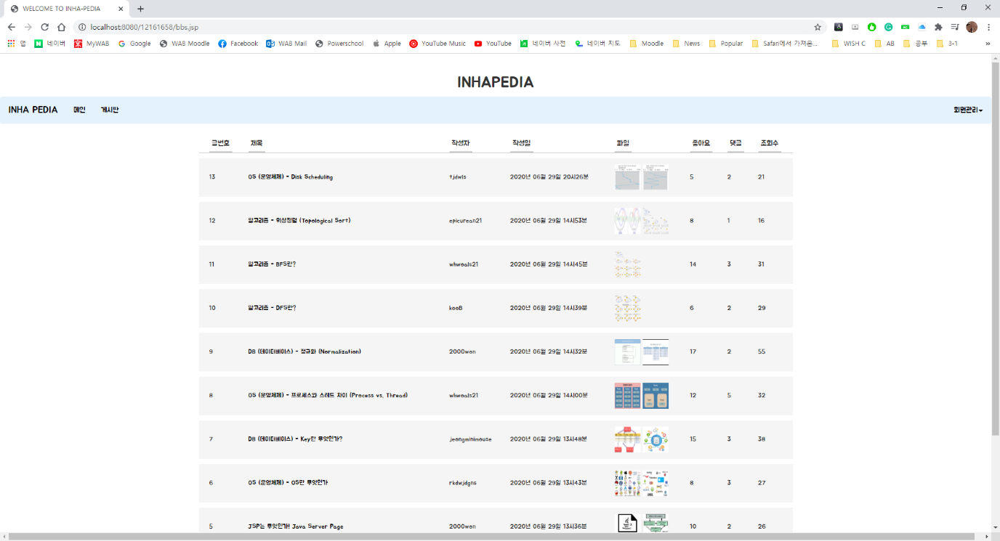 WELCOME TO INHA-PEDIA
localhost:8080/12161658/bbs.jsp
앱 네이버 MyWAB Google WAB Moodle Facebook WAB Mail Powerschool Apple YouTube Music YouTube 네이버 사전 네이버 지도 Moodle News Popular Safari에서 가져온... WISH C AB 공부 3-1 »
INHAPEDIA
INHA PEDIA 메인 게시판 회원관리
글번호 제목 작성자 작성일 파일 좋아요 댓글 조회수
13 OS (운영체제) - Disk Scheduling tjdwls 2020년 06월 29일 20시26분 5 2 21
12 알고리즘 - 위상정렬 (Topological Sort) epicurean21 2020년 06월 29일 14시53분 8 1 16
11 알고리즘 - BFS란? whwoals21 2020년 06월 29일 14시45분 14 3 31
10 알고리즘 - DFS란? kooB 2020년 06월 29일 14시39분 6 2 29
9 DB (데이터베이스) - 정규화 (Normalization) 2000won 2020년 06월 29일 14시32분 17 2 55
8 OS (운영체제) - 프로세스와 스레드 차이 (Process vs. Thread) whwoals21 2020년 06월 29일 14시00분 12 5 32
7 DB (데이터베이스) - Key란 무엇인가? jeongminimouse 2020년 06월 29일 13시48분 15 3 38
6 OS (운영체제) - OS란 무엇인가 rkdwjdgns 2020년 06월 29일 13시43분 8 3 27
5 JSP는 무엇인가! Java Server Page 2000won 2020년 06월 29일 13시36분 10 2 26